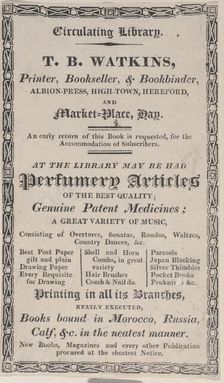 Circulating Library.
T. B. WATKINS,
Printer, Bookseller, & Bookbinder,
ALBION-PRESS, HIGH-TOWN, HEREFORD,
AND
Market-Place, Hay.
An early return of this Book is requested, for the
Accommodation of Subscribers.
AT THE LIBRARY MAY BE HAD
Perfumery Articles
OF THE BEST QUALITY;
Genuine Patent Medicines;
A GREAT VARIETY OF MUSIC,
Consisting of Overtures, Sonatas, Rondos, Waltzes,
Country Dances, &c.
Best Post Paper
gilt and plain
Drawing Paper
Every Requisite
for Drawing
Shell and Horn
Combs, in great
variety
Hair Brushes
Comb & Nail do.
Parasols
Japan Blacking
Silver Thimbles
Pocket Books
Penknives &c.
Printing in all its Branches,
NEATLY EXECUTED,
Books bound in Morocco, Russia,
Calf, &c. in the neatest manner.
New Books, Magazines and every other Publication
procured at the shortest Notice.